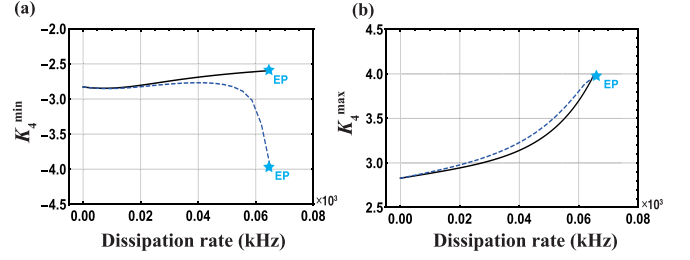 (a)
K₄ᵐⁱⁿ
−2.0
−2.5
−3.0
−3.5
−4.0
−4.5
EP
EP
0.00 0.02 0.04 0.06 0.08
×10³
Dissipation rate (kHz)
(b)
K₄ᵐᵃˣ
4.5
4.0
3.5
3.0
2.5
EP
0.00 0.02 0.04 0.06 0.08
×10³
Dissipation rate (kHz)